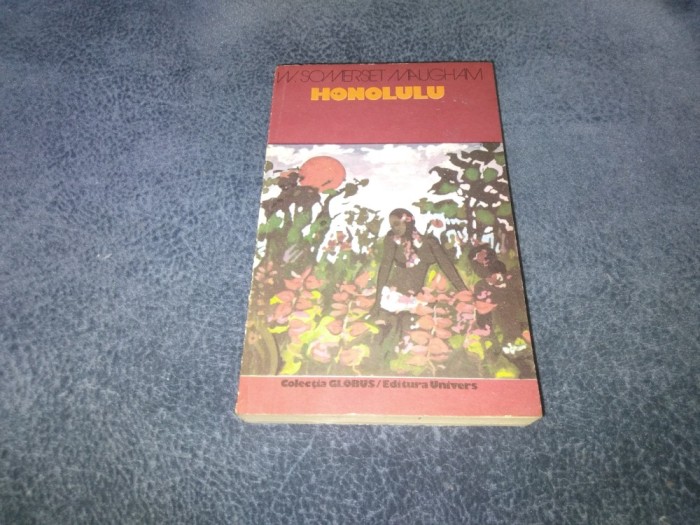 W. SOMERSET MAUGHAM
HONOLULU
Colecția GLOBUS/Editura Univers